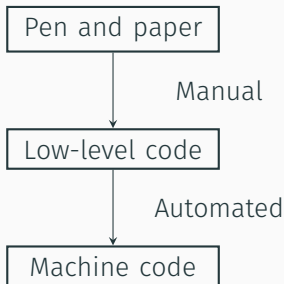 Pen and paper
Manual
Low-level code
Automated
Machine code